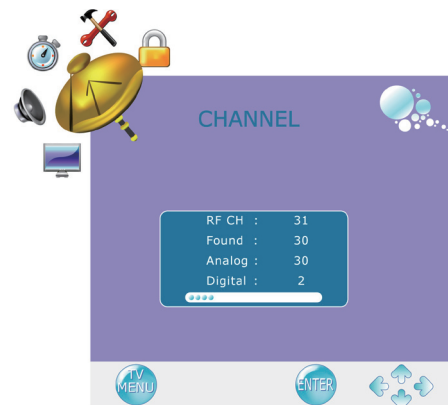 CHANNEL
RF CH : 31
Found : 30
Analog : 30
Digital : 2
TV
MENU
ENTER